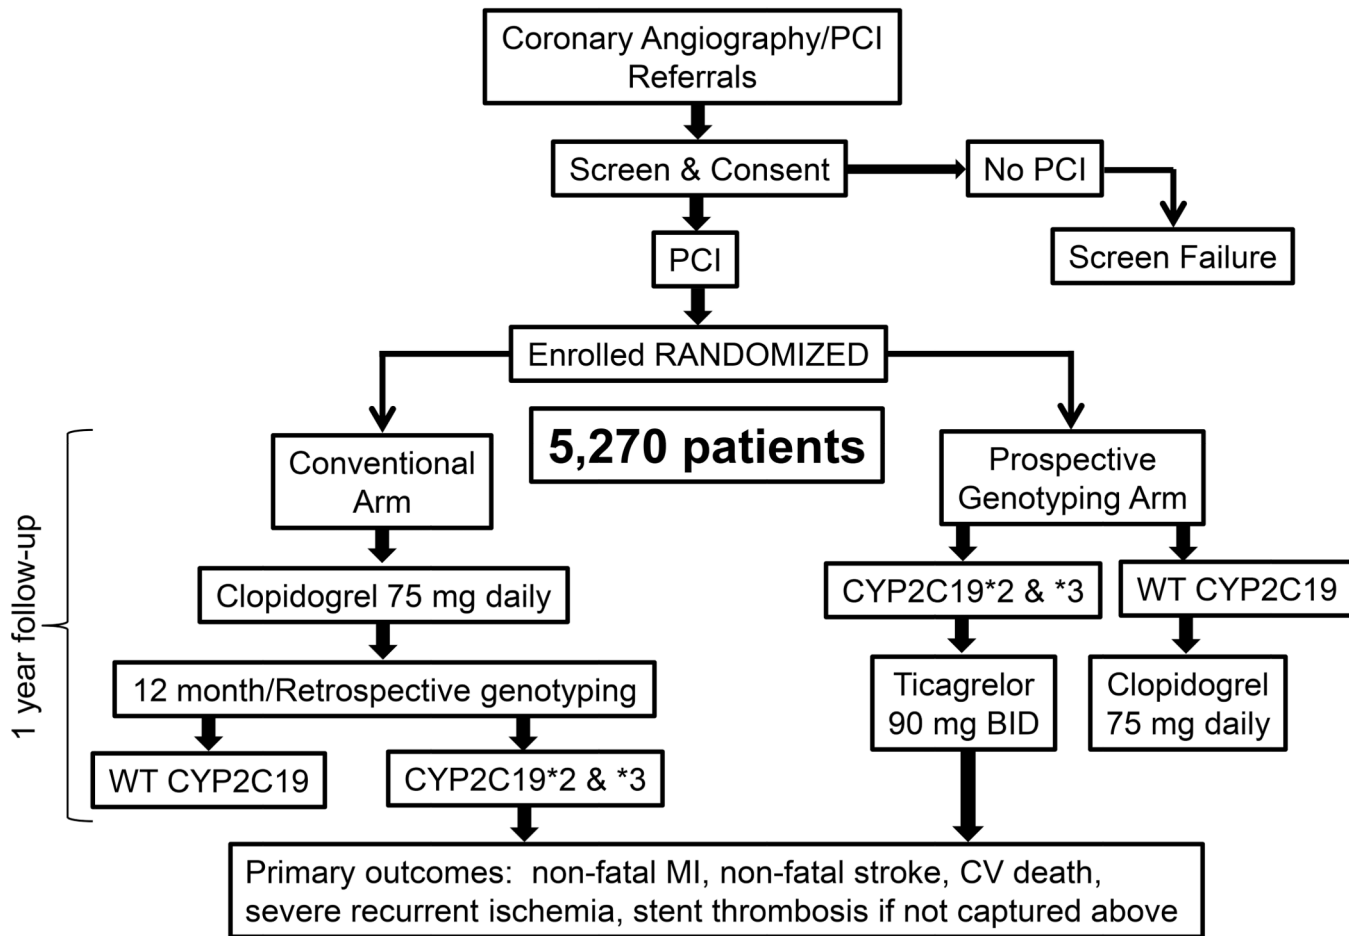 Coronary Angiography/PCI
Referrals
Screen & Consent
No PCI
PCI
Screen Failure
Enrolled RANDOMIZED
5,270 patients
1 year follow-up
Conventional
Arm
Prospective
Genotyping Arm
Clopidogrel 75 mg daily
CYP2C19*2 & *3
WT CYP2C19
12 month/Retrospective genotyping
Ticagrelor
90 mg BID
Clopidogrel
75 mg daily
WT CYP2C19
CYP2C19*2 & *3
Primary outcomes: non-fatal MI, non-fatal stroke, CV death,
severe recurrent ischemia, stent thrombosis if not captured above